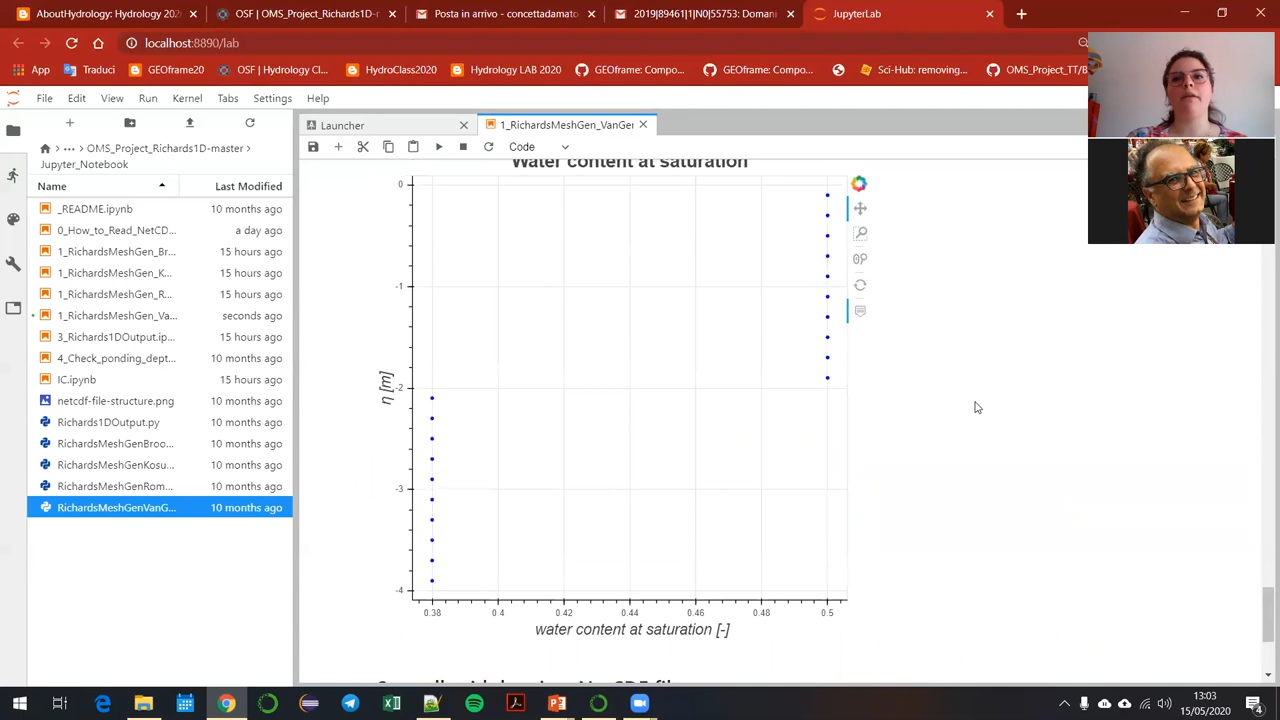 AboutHydrology: Hydrology 202
OSF | OMS_Project_Richards1D-m
Posta in arrivo - concettadamato
2019|89461|1|N0|55753: Domani
JupyterLab
localhost:8890/lab
App
Traduci
GEOframe20
OSF | Hydrology Cl...
HydroClass2020
Hydrology LAB 2020
GEOframe: Compo...
GEOframe: Compo...
Sci-Hub: removing...
OMS_Project_TT/B
File Edit View Run Kernel Tabs Settings Help
Launcher
1_RichardsMeshGen_VanGer
Code
··· > OMS_Project_Richards1D-master >
Jupyter_Notebook
Name Last Modified
_README.ipynb 10 months ago
0_How_to_Read_NetCD... a day ago
1_RichardsMeshGen_Br... 15 hours ago
1_RichardsMeshGen_K... 15 hours ago
1_RichardsMeshGen_R... 15 hours ago
1_RichardsMeshGen_Va... seconds ago
3_Richards1DOutput.ip... 15 hours ago
4_Check_ponding_dept... 10 months ago
IC.ipynb 15 hours ago
netcdf-file-structure.png 10 months ago
Richards1DOutput.py 10 months ago
RichardsMeshGenBroo... 10 months ago
RichardsMeshGenKosu... 10 months ago
RichardsMeshGenRom... 10 months ago
RichardsMeshGenVanG... 10 months ago
Water content at saturation
0
-1
-2
-3
-4
η [m]
0.38 0.4 0.42 0.44 0.46 0.48 0.5
water content at saturation [-]
13:03
15/05/2020
4